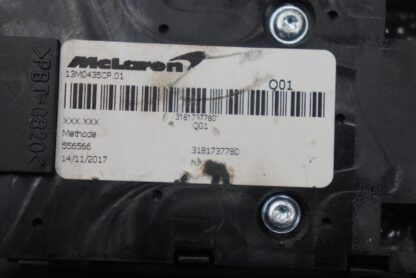 McLaren
13M0435CP.01
Q01
3181737780
XXX.XXX
Q01
Methode
556566
3181737780
14/11/2017
>PBT-GB20<